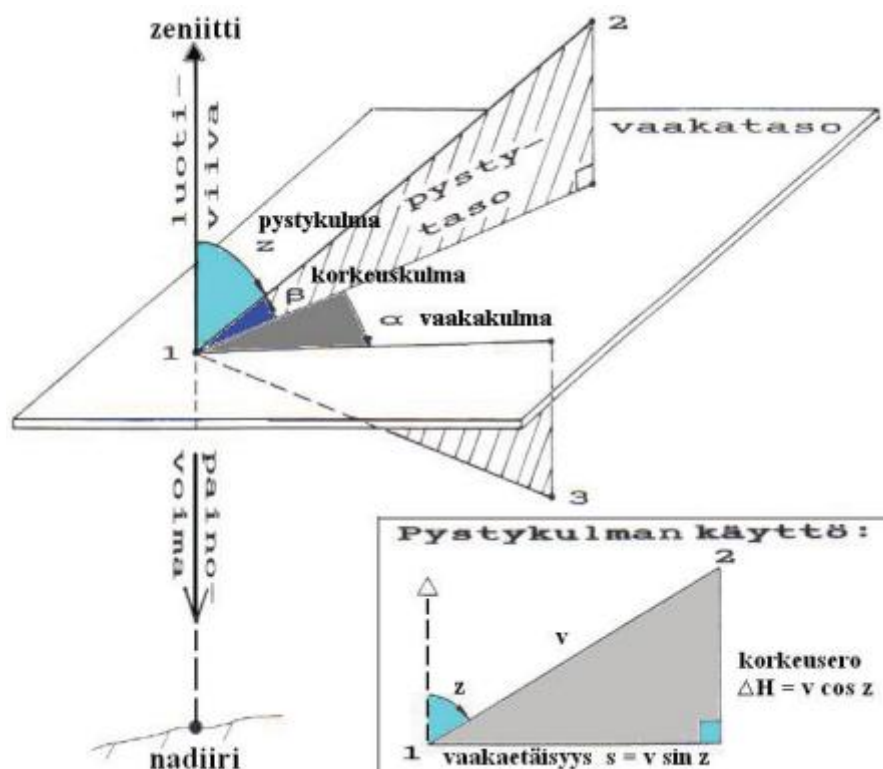 zeniitti
2
luoti-
viiva
vaakataso
pysty-
taso
pystykulma
z
korkeuskulma
β
α vaakakulma
1
3
paino-
voima
nadiiri
Pystykulman käyttö:
2
v
korkeusero
△H = v cos z
z
1
vaakaetäisyys s = v sin z